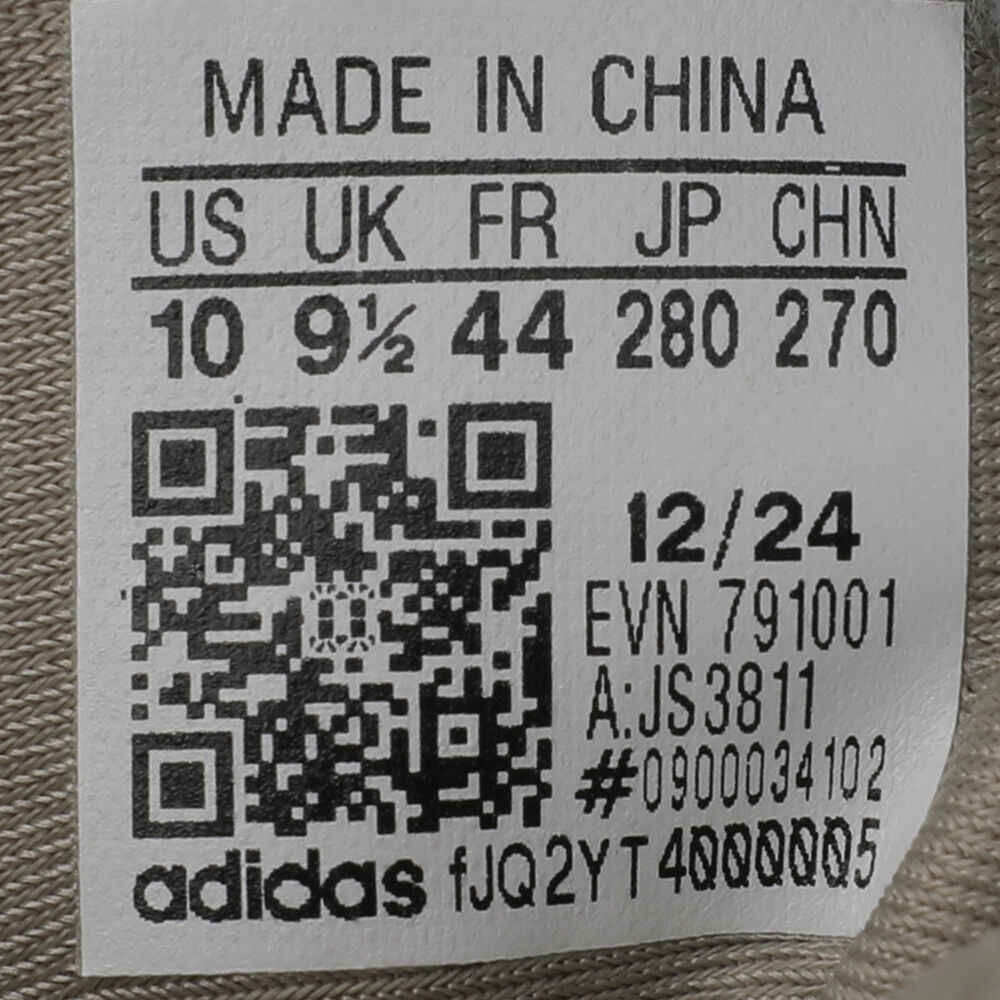 MADE IN CHINA
US UK FR JP CHN
10 9½ 44 280 270
12/24
EVN 791001
A:JS3811
#0900034102
adidas fJQ2YT4000005